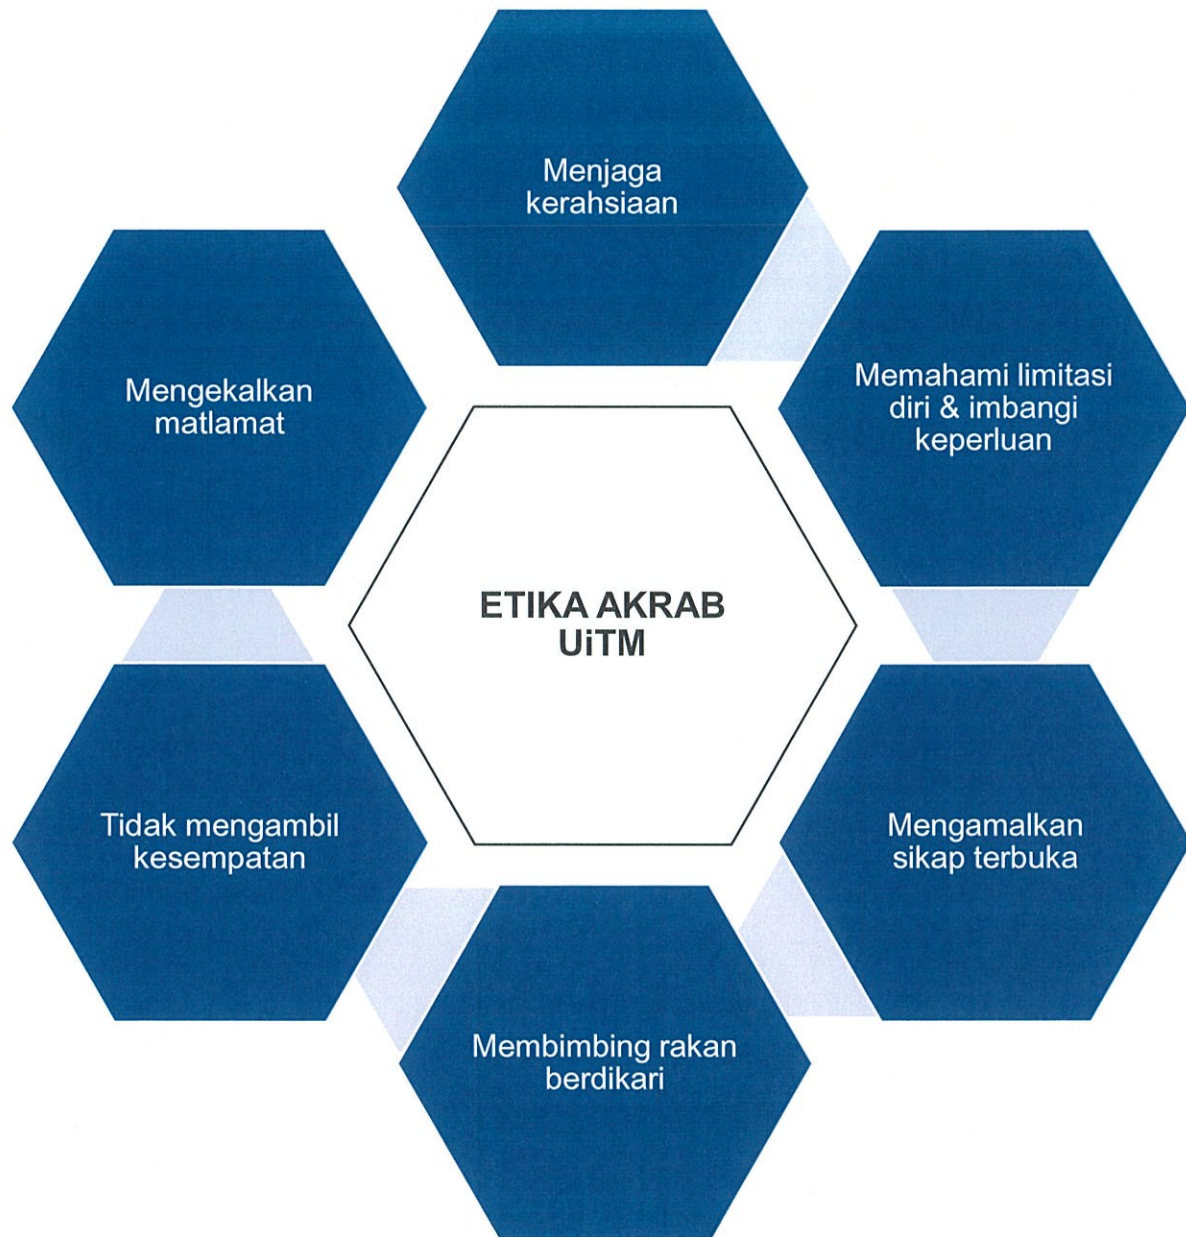 Menjaga
kerahsiaan
Memahami limitasi
diri & imbangi
keperluan
Mengamalkan
sikap terbuka
Membimbing rakan
berdikari
Tidak mengambil
kesempatan
Mengekalkan
matlamat
ETIKA AKRAB
UiTM